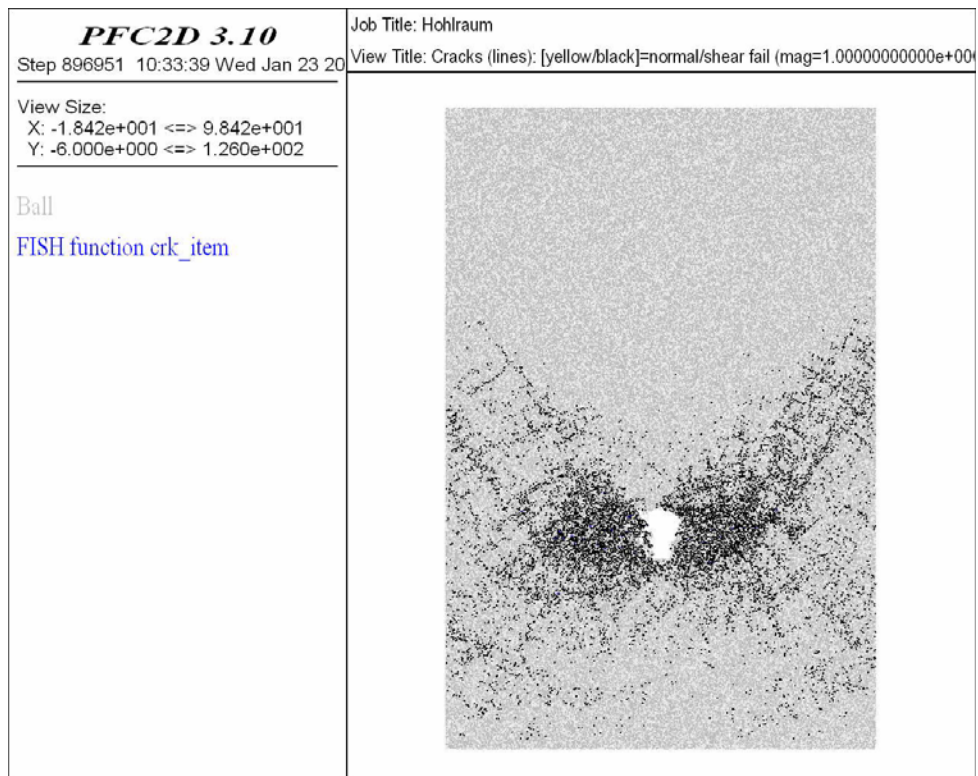 PFC2D 3.10
Step 896951 10:33:39 Wed Jan 23 20
View Size:
X: -1.842e+001 <=> 9.842e+001
Y: -6.000e+000 <=> 1.260e+002
Ball
FISH function crk_item
Job Title: Hohlraum
View Title: Cracks (lines): [yellow/black]=normal/shear fail (mag=1.00000000000e+00